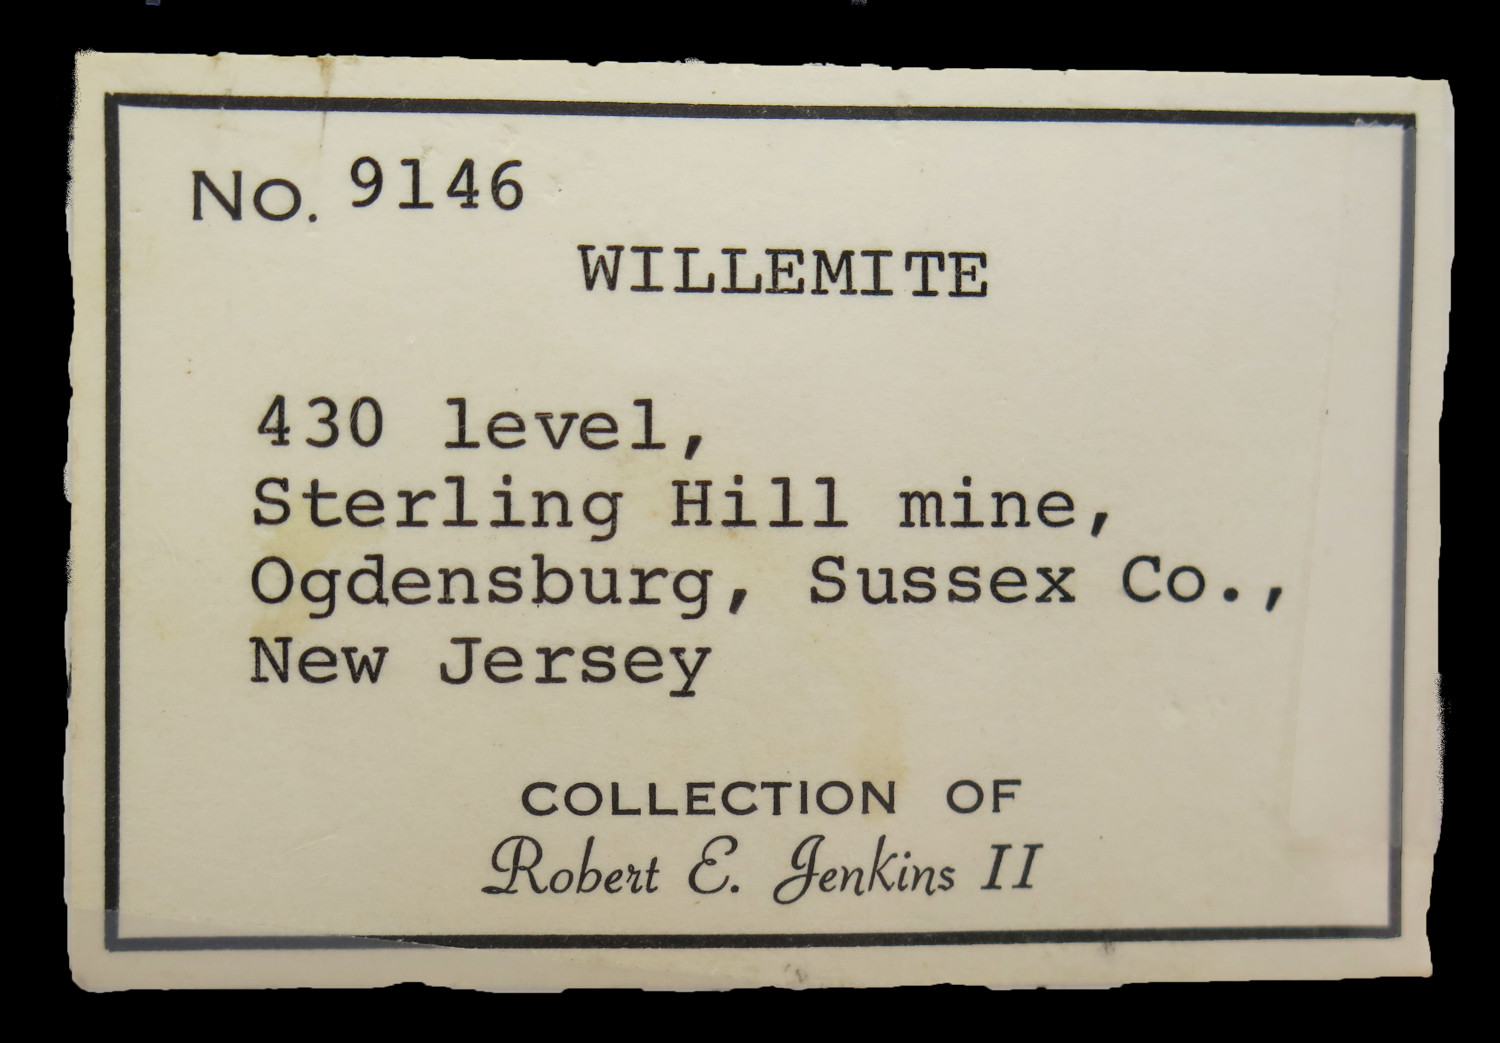 No. 9146
WILLEMITE
430 level,
Sterling Hill mine,
Ogdensburg, Sussex Co.,
New Jersey
COLLECTION OF
Robert E. Jenkins II